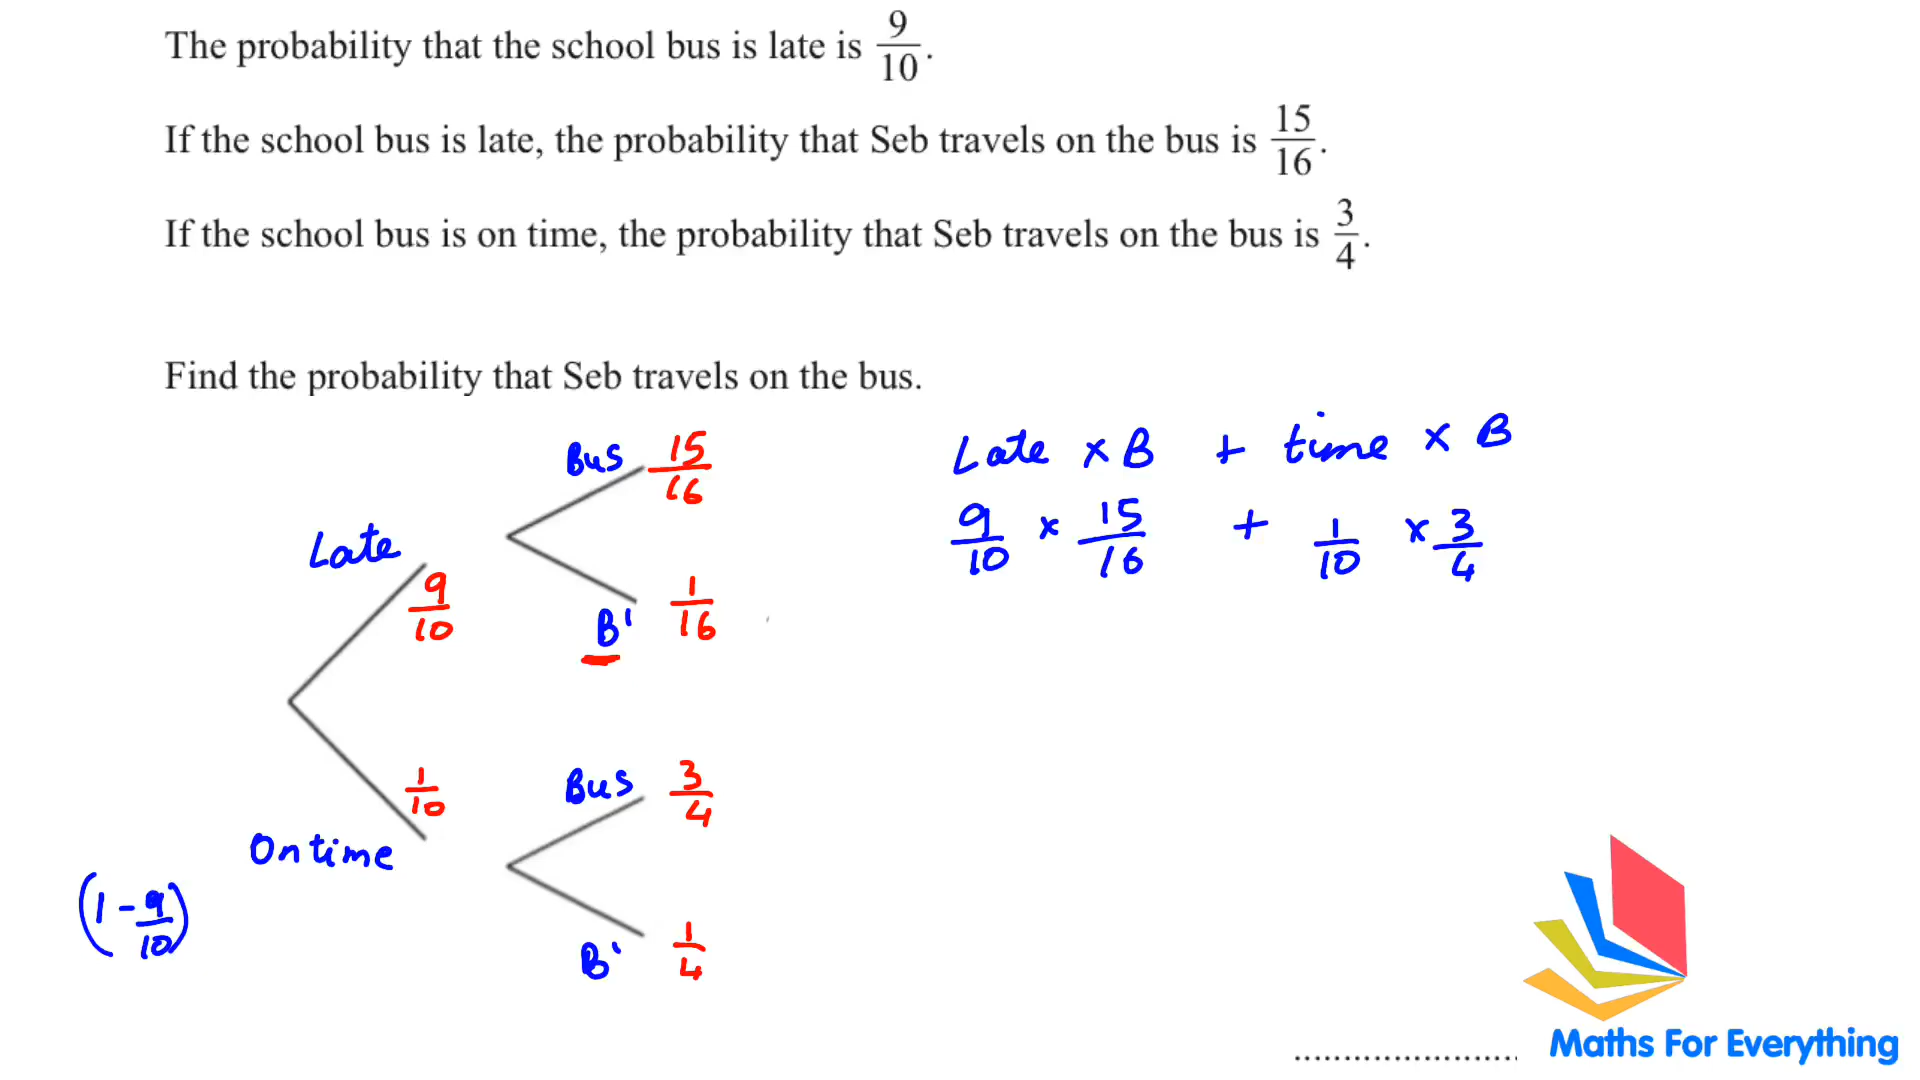 The probability that the school bus is late is 9/10.
If the school bus is late, the probability that Seb travels on the bus is 15/16.
If the school bus is on time, the probability that Seb travels on the bus is 3/4.
Find the probability that Seb travels on the bus.
Late × B + time × B
9/10 × 15/16 + 1/10 × 3/4
Bus 15/16
Late
9/10
B' 1/16
1/10
Bus 3/4
On time
(1 - 9/10)
B' 1/4
........................
Maths For Everything